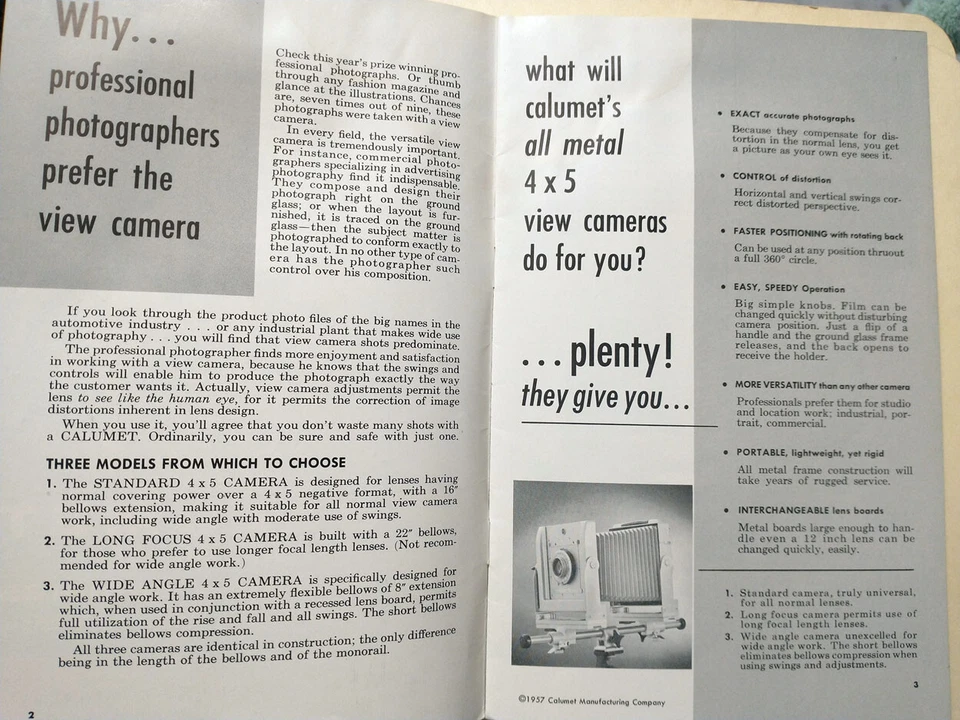 Why...
professional
photographers
prefer the
view camera
Check this year's prize winning pro-
fessional photographs. Or thumb
through any fashion magazine and
glance at the illustrations. Chances
are, seven times out of nine, these
photographs were taken with a view
camera.
In every field, the versatile view
camera is tremendously important.
For instance, commercial photo-
graphers specializing in advertising
photography find it indispensable.
They compose and design their
photograph right on the ground
glass; or when the layout is fur-
nished, it is traced on the ground
glass—then the subject matter is
photographed to conform exactly to
the layout. In no other type of cam-
era has the photographer such
control over his composition.
If you look through the product photo files of the big names in the
automotive industry . . . or any industrial plant that makes wide use
of photography . . . you will find that view camera shots predominate.
The professional photographer finds more enjoyment and satisfaction
in working with a view camera, because he knows that the swings and
controls will enable him to produce the photograph exactly the way
the customer wants it. Actually, view camera adjustments permit the
lens to see like the human eye, for it permits the correction of image
distortions inherent in lens design.
When you use it, you'll agree that you don't waste many shots with
a CALUMET. Ordinarily, you can be sure and safe with just one.
THREE MODELS FROM WHICH TO CHOOSE
1. The STANDARD 4 x 5 CAMERA is designed for lenses having
normal covering power over a 4 x 5 negative format, with a 16"
bellows extension, making it suitable for all normal view camera
work, including wide angle with moderate use of swings.
2. The LONG FOCUS 4 x 5 CAMERA is built with a 22" bellows,
for those who prefer to use longer focal length lenses. (Not recom-
mended for wide angle work.)
3. The WIDE ANGLE 4 x 5 CAMERA is specifically designed for
wide angle work. It has an extremely flexible bellows of 8" extension
which, when used in conjunction with a recessed lens board, permits
full utilization of the rise and fall and all swings. The short bellows
eliminates bellows compression.
All three cameras are identical in construction; the only difference
being in the length of the bellows and of the monorail.
2
what will
calumet's
all metal
4 x 5
view cameras
do for you?
...plenty!
they give you...
©1957 Calumet Manufacturing Company
• EXACT accurate photographs
Because they compensate for dis-
tortion in the normal lens, you get
a picture as your own eye sees it.
• CONTROL of distortion
Horizontal and vertical swings cor-
rect distorted perspective.
• FASTER POSITIONING with rotating back
Can be used at any position thruout
a full 360° circle.
• EASY, SPEEDY Operation
Big simple knobs. Film can be
changed quickly without disturbing
camera position. Just a flip of a
handle and the ground glass frame
releases, and the back opens to
receive the holder.
• MORE VERSATILITY than any other camera
Professionals prefer them for studio
and location work; industrial, por-
trait, commercial.
• PORTABLE, lightweight, yet rigid
All metal frame construction will
take years of rugged service.
• INTERCHANGEABLE lens boards
Metal boards large enough to han-
dle even a 12 inch lens can be
changed quickly, easily.
1. Standard camera, truly universal,
for all normal lenses.
2. Long focus camera permits use of
long focal length lenses.
3. Wide angle camera unexcelled for
wide angle work. The short bellows
eliminates bellows compression when
using swings and adjustments.
3